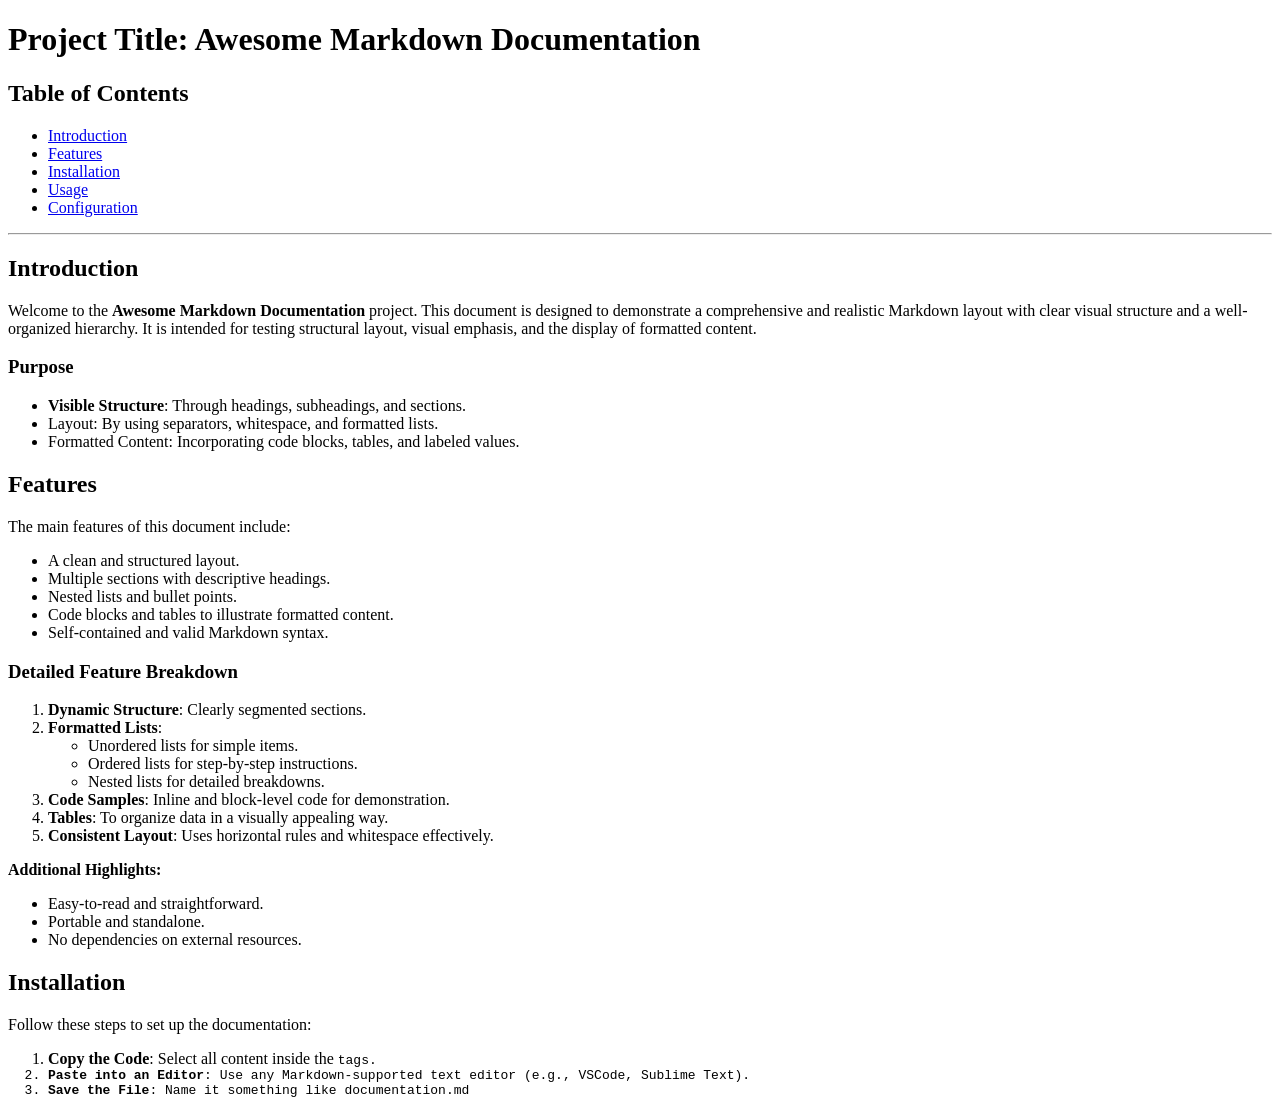 Project Title: Awesome Markdown Documentation
Table of Contents
• Introduction
• Features
• Installation
• Usage
• Configuration
Introduction
Welcome to the Awesome Markdown Documentation project. This document is designed to demonstrate a comprehensive and realistic Markdown layout with clear visual structure and a well-
organized hierarchy. It is intended for testing structural layout, visual emphasis, and the display of formatted content.
Purpose
• Visible Structure: Through headings, subheadings, and sections.
• Layout: By using separators, whitespace, and formatted lists.
• Formatted Content: Incorporating code blocks, tables, and labeled values.
Features
The main features of this document include:
• A clean and structured layout.
• Multiple sections with descriptive headings.
• Nested lists and bullet points.
• Code blocks and tables to illustrate formatted content.
• Self-contained and valid Markdown syntax.
Detailed Feature Breakdown
1. Dynamic Structure: Clearly segmented sections.
2. Formatted Lists:
◦ Unordered lists for simple items.
◦ Ordered lists for step-by-step instructions.
◦ Nested lists for detailed breakdowns.
3. Code Samples: Inline and block-level code for demonstration.
4. Tables: To organize data in a visually appealing way.
5. Consistent Layout: Uses horizontal rules and whitespace effectively.
Additional Highlights:
• Easy-to-read and straightforward.
• Portable and standalone.
• No dependencies on external resources.
Installation
Follow these steps to set up the documentation:
1. Copy the Code: Select all content inside the tags.
2. Paste into an Editor: Use any Markdown-supported text editor (e.g., VSCode, Sublime Text).
3. Save the File: Name it something like documentation.md